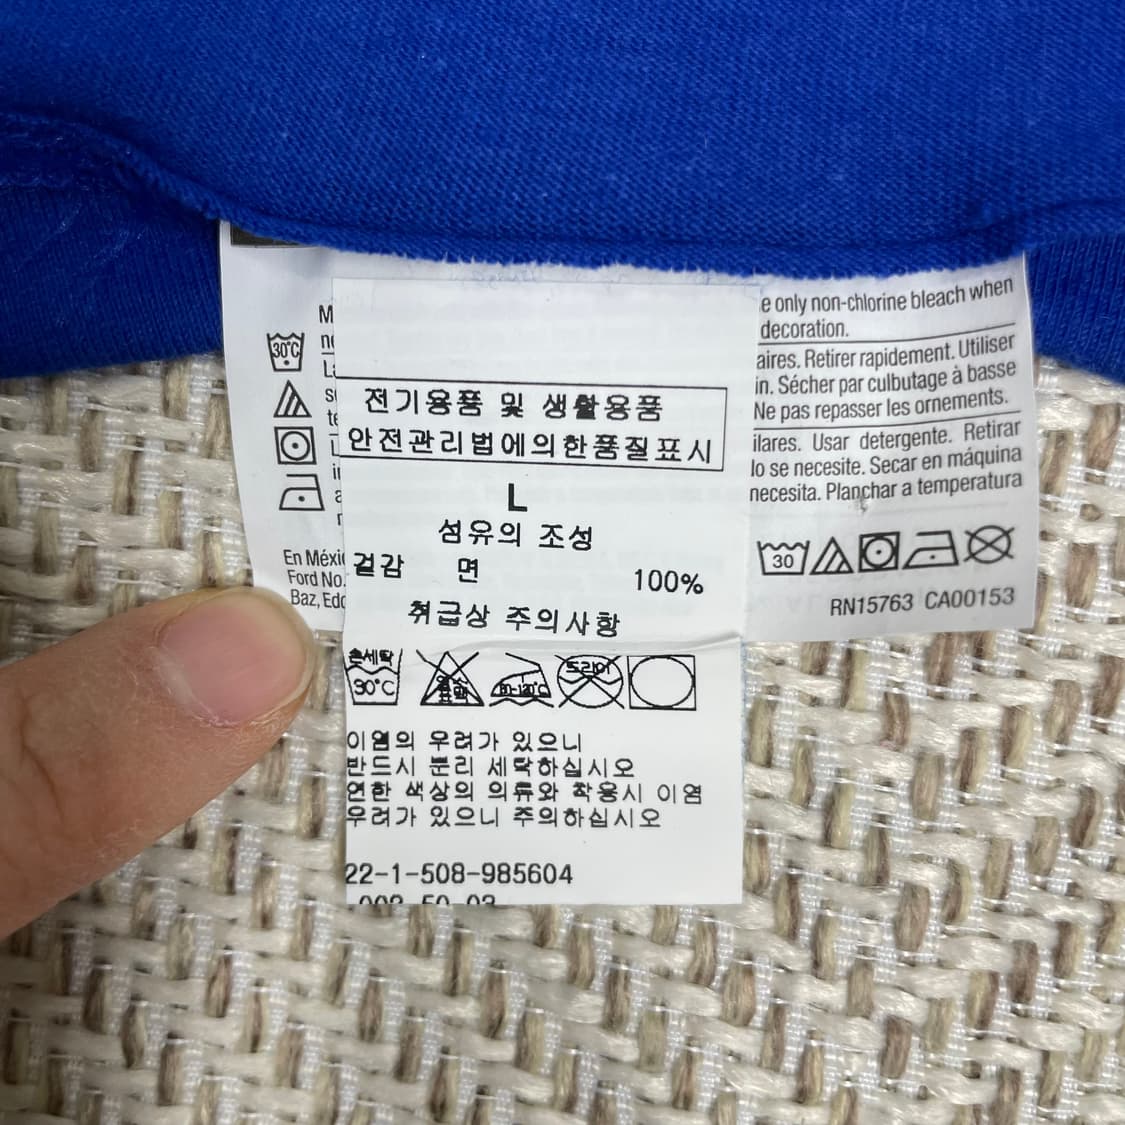 30°C
En Méxi
Ford No.
Baz, Edo
전기용품 및 생활용품
안전관리법에의한품질표시
L
섬유의 조성
겉감 면 100%
취급상 주의사항
손세탁
30°C
80-120°C
드라이
이염의 우려가 있으니
반드시 분리 세탁하십시오
연한 색상의 의류와 착용시 이염
우려가 있으니 주의하십시오
22-1-508-985604
e only non-chlorine bleach when
decoration.
aires. Retirer rapidement. Utiliser
in. Sécher par culbutage à basse
Ne pas repasser les ornements.
ilares. Usar detergente. Retirar
lo se necesite. Secar en máquina
necesita. Planchar a temperatura
30
RN15763 CA00153